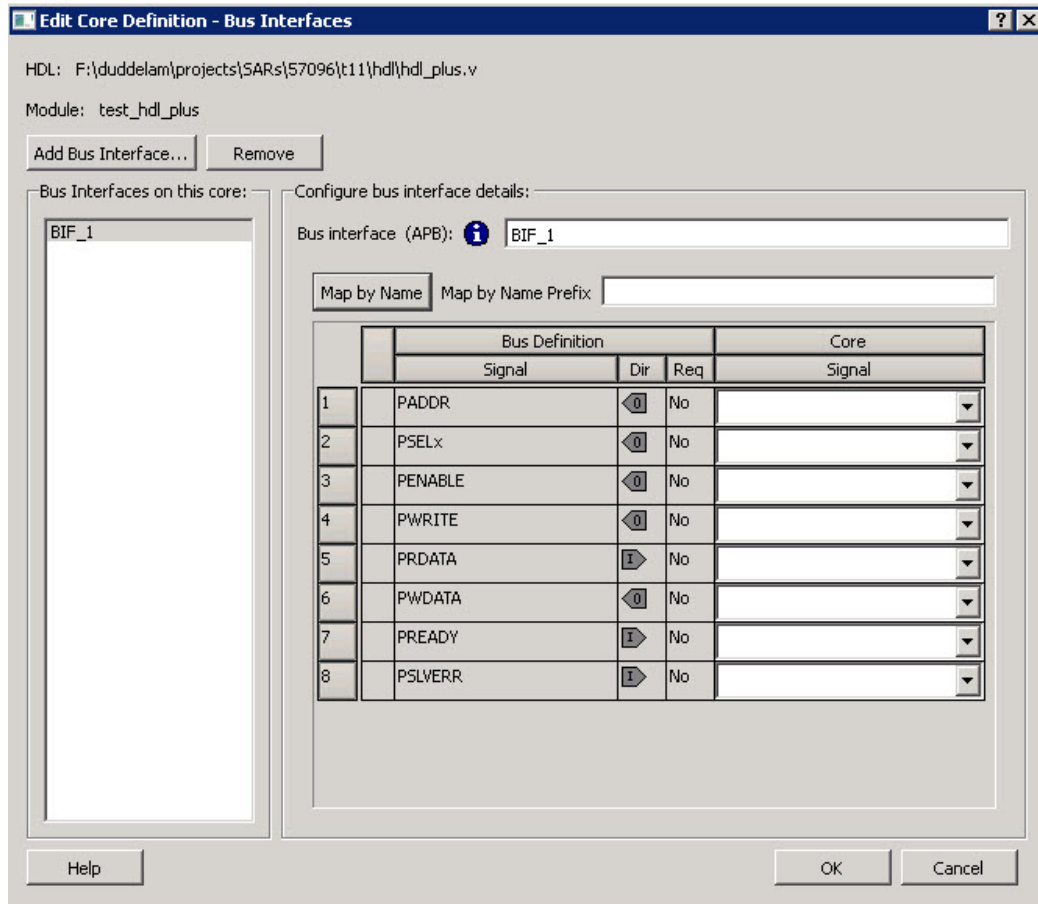 Edit Core Definition - Bus Interfaces
HDL: F:\duddelam\projects\SARs\57096\t11\hdl\hdl_plus.v
Module: test_hdl_plus
Add Bus Interface... Remove
Bus Interfaces on this core:
BIF_1
Configure bus interface details:
Bus interface (APB): BIF_1
Map by Name Map by Name Prefix
Bus Definition Core
Signal Dir Req Signal
1 PADDR O No
2 PSELx O No
3 PENABLE O No
4 PWRITE O No
5 PRDATA I No
6 PWDATA O No
7 PREADY I No
8 PSLVERR I No
Help OK Cancel